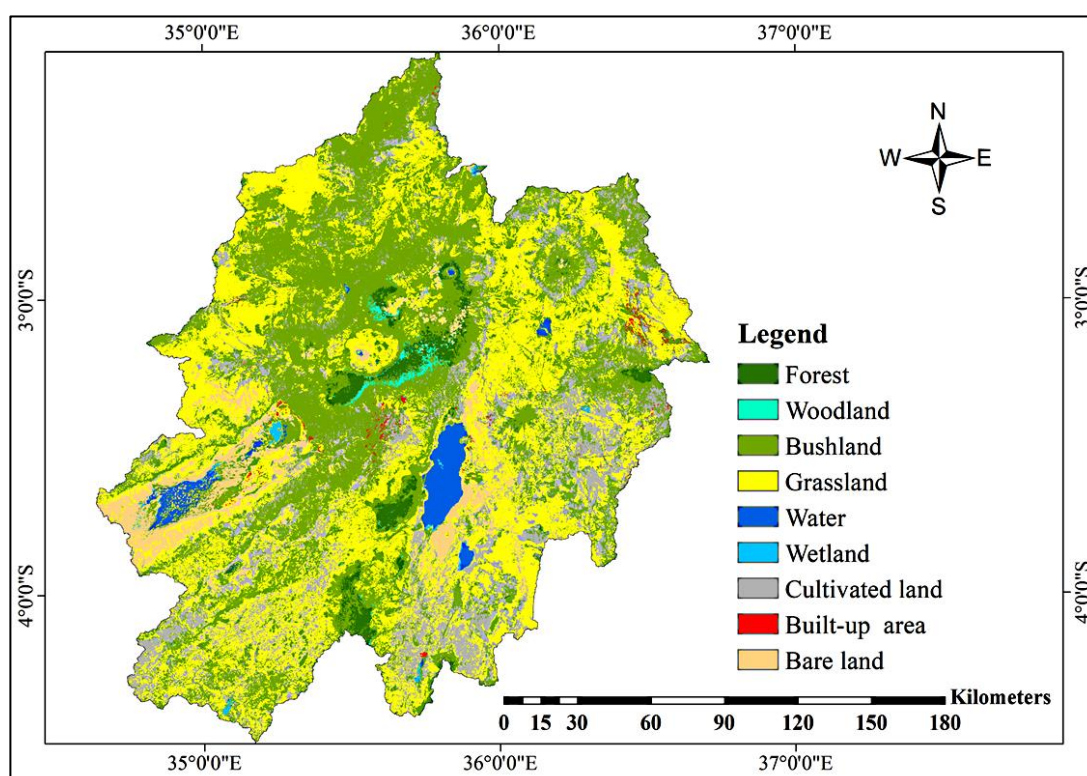 35°0'0"E 36°0'0"E 37°0'0"E
N
W E
S
3°0'0"S 3°0'0"S
Legend
Forest
Woodland
Bushland
Grassland
Water
Wetland
Cultivated land
Built-up area
Bare land
4°0'0"S 4°0'0"S
Kilometers
0 15 30 60 90 120 150 180
35°0'0"E 36°0'0"E 37°0'0"E